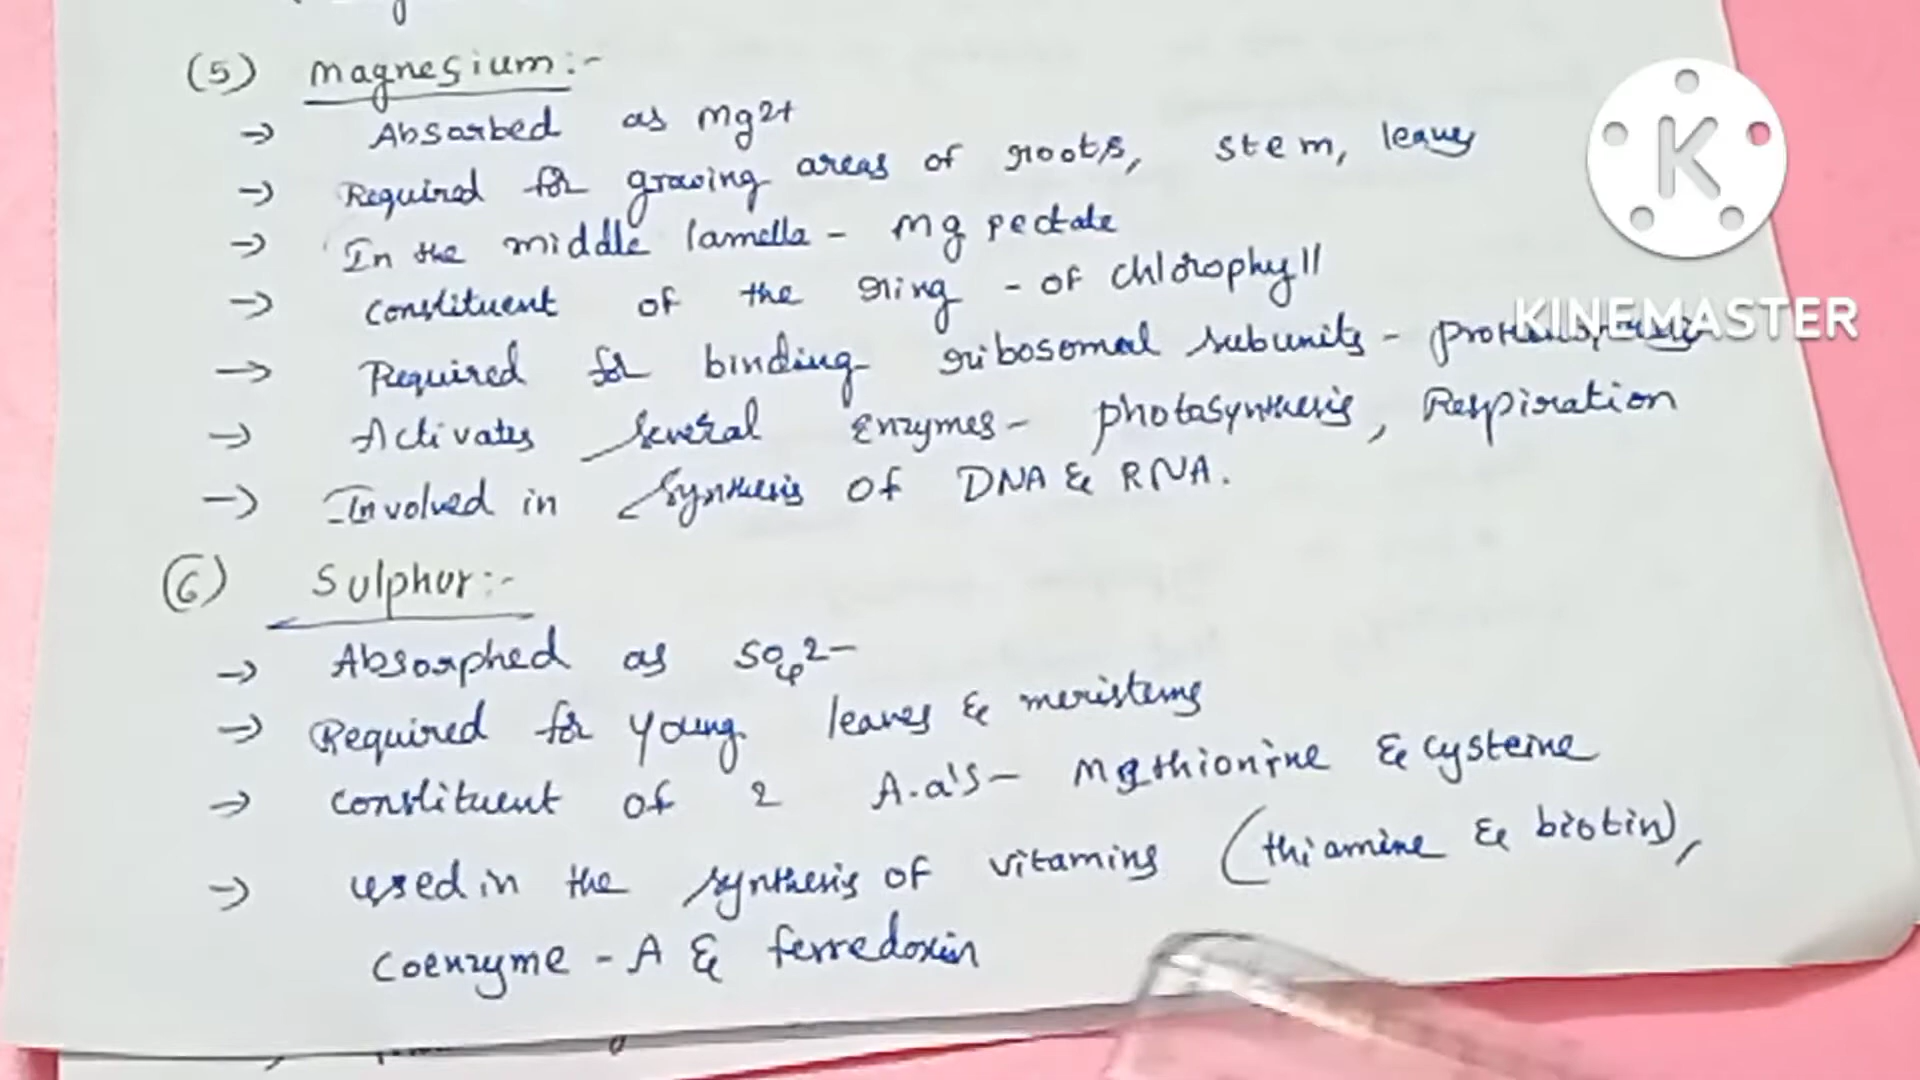 (5) Magnesium:-
→ Absorbed as Mg2+
→ Required for growing areas of roots, stem, leaves
→ In the middle lamella - Mg pectate
→ Constituent of the ring - of chlorophyll
→ Required for binding ribosomal subunits -
→ Activates several enzymes - photosynthesis, Respiration
→ Involved in synthesis of DNA & RNA.
(6) Sulphur:-
→ Absorphed as SO42-
→ Required for young leaves & meristems
→ Constituent of 2 A.a's - Methionine & cysteine
→ used in the synthesis of vitamins (thiamine & biotin),
coenzyme - A & ferredoxin
K
KINEMASTER